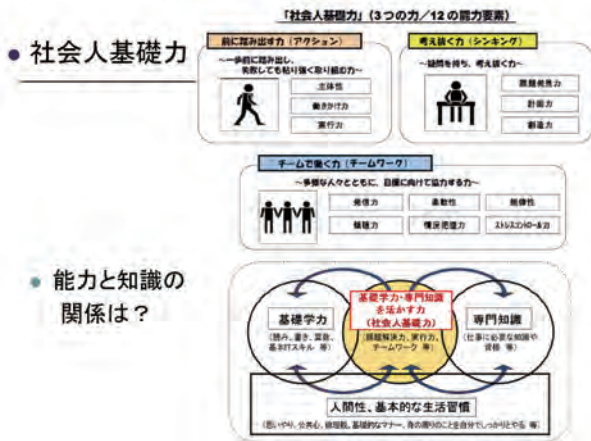 「社会人基礎力」(3つの力/12の能力要素)
• 社会人基礎力
前に踏み出す力(アクション)
~一歩前に踏み出し、
失敗しても粘り強く取り組む力~
主体性
働きかけ力
実行力
考え抜く力(シンキング)
~疑問を持ち、考え抜く力~
課題発見力
計画力
創造力
チームで働く力(チームワーク)
~多様な人々とともに、目標に向けて協力する力~
発信力
柔軟性
規律性
傾聴力
情況把握力
ストレスコントロール力
• 能力と知識の
関係は?
基礎学力
(読み、書き、算数、
基本ITスキル 等)
基礎学力・専門知識
を活かす力
(社会人基礎力)
(課題解決力、実行力、
チームワーク 等)
専門知識
(仕事に必要な知識や
資格 等)
人間性、基本的な生活習慣
(思いやり、公共心、倫理観、基礎的なマナー、身の周りのことを自分でしっかりとやる 等)